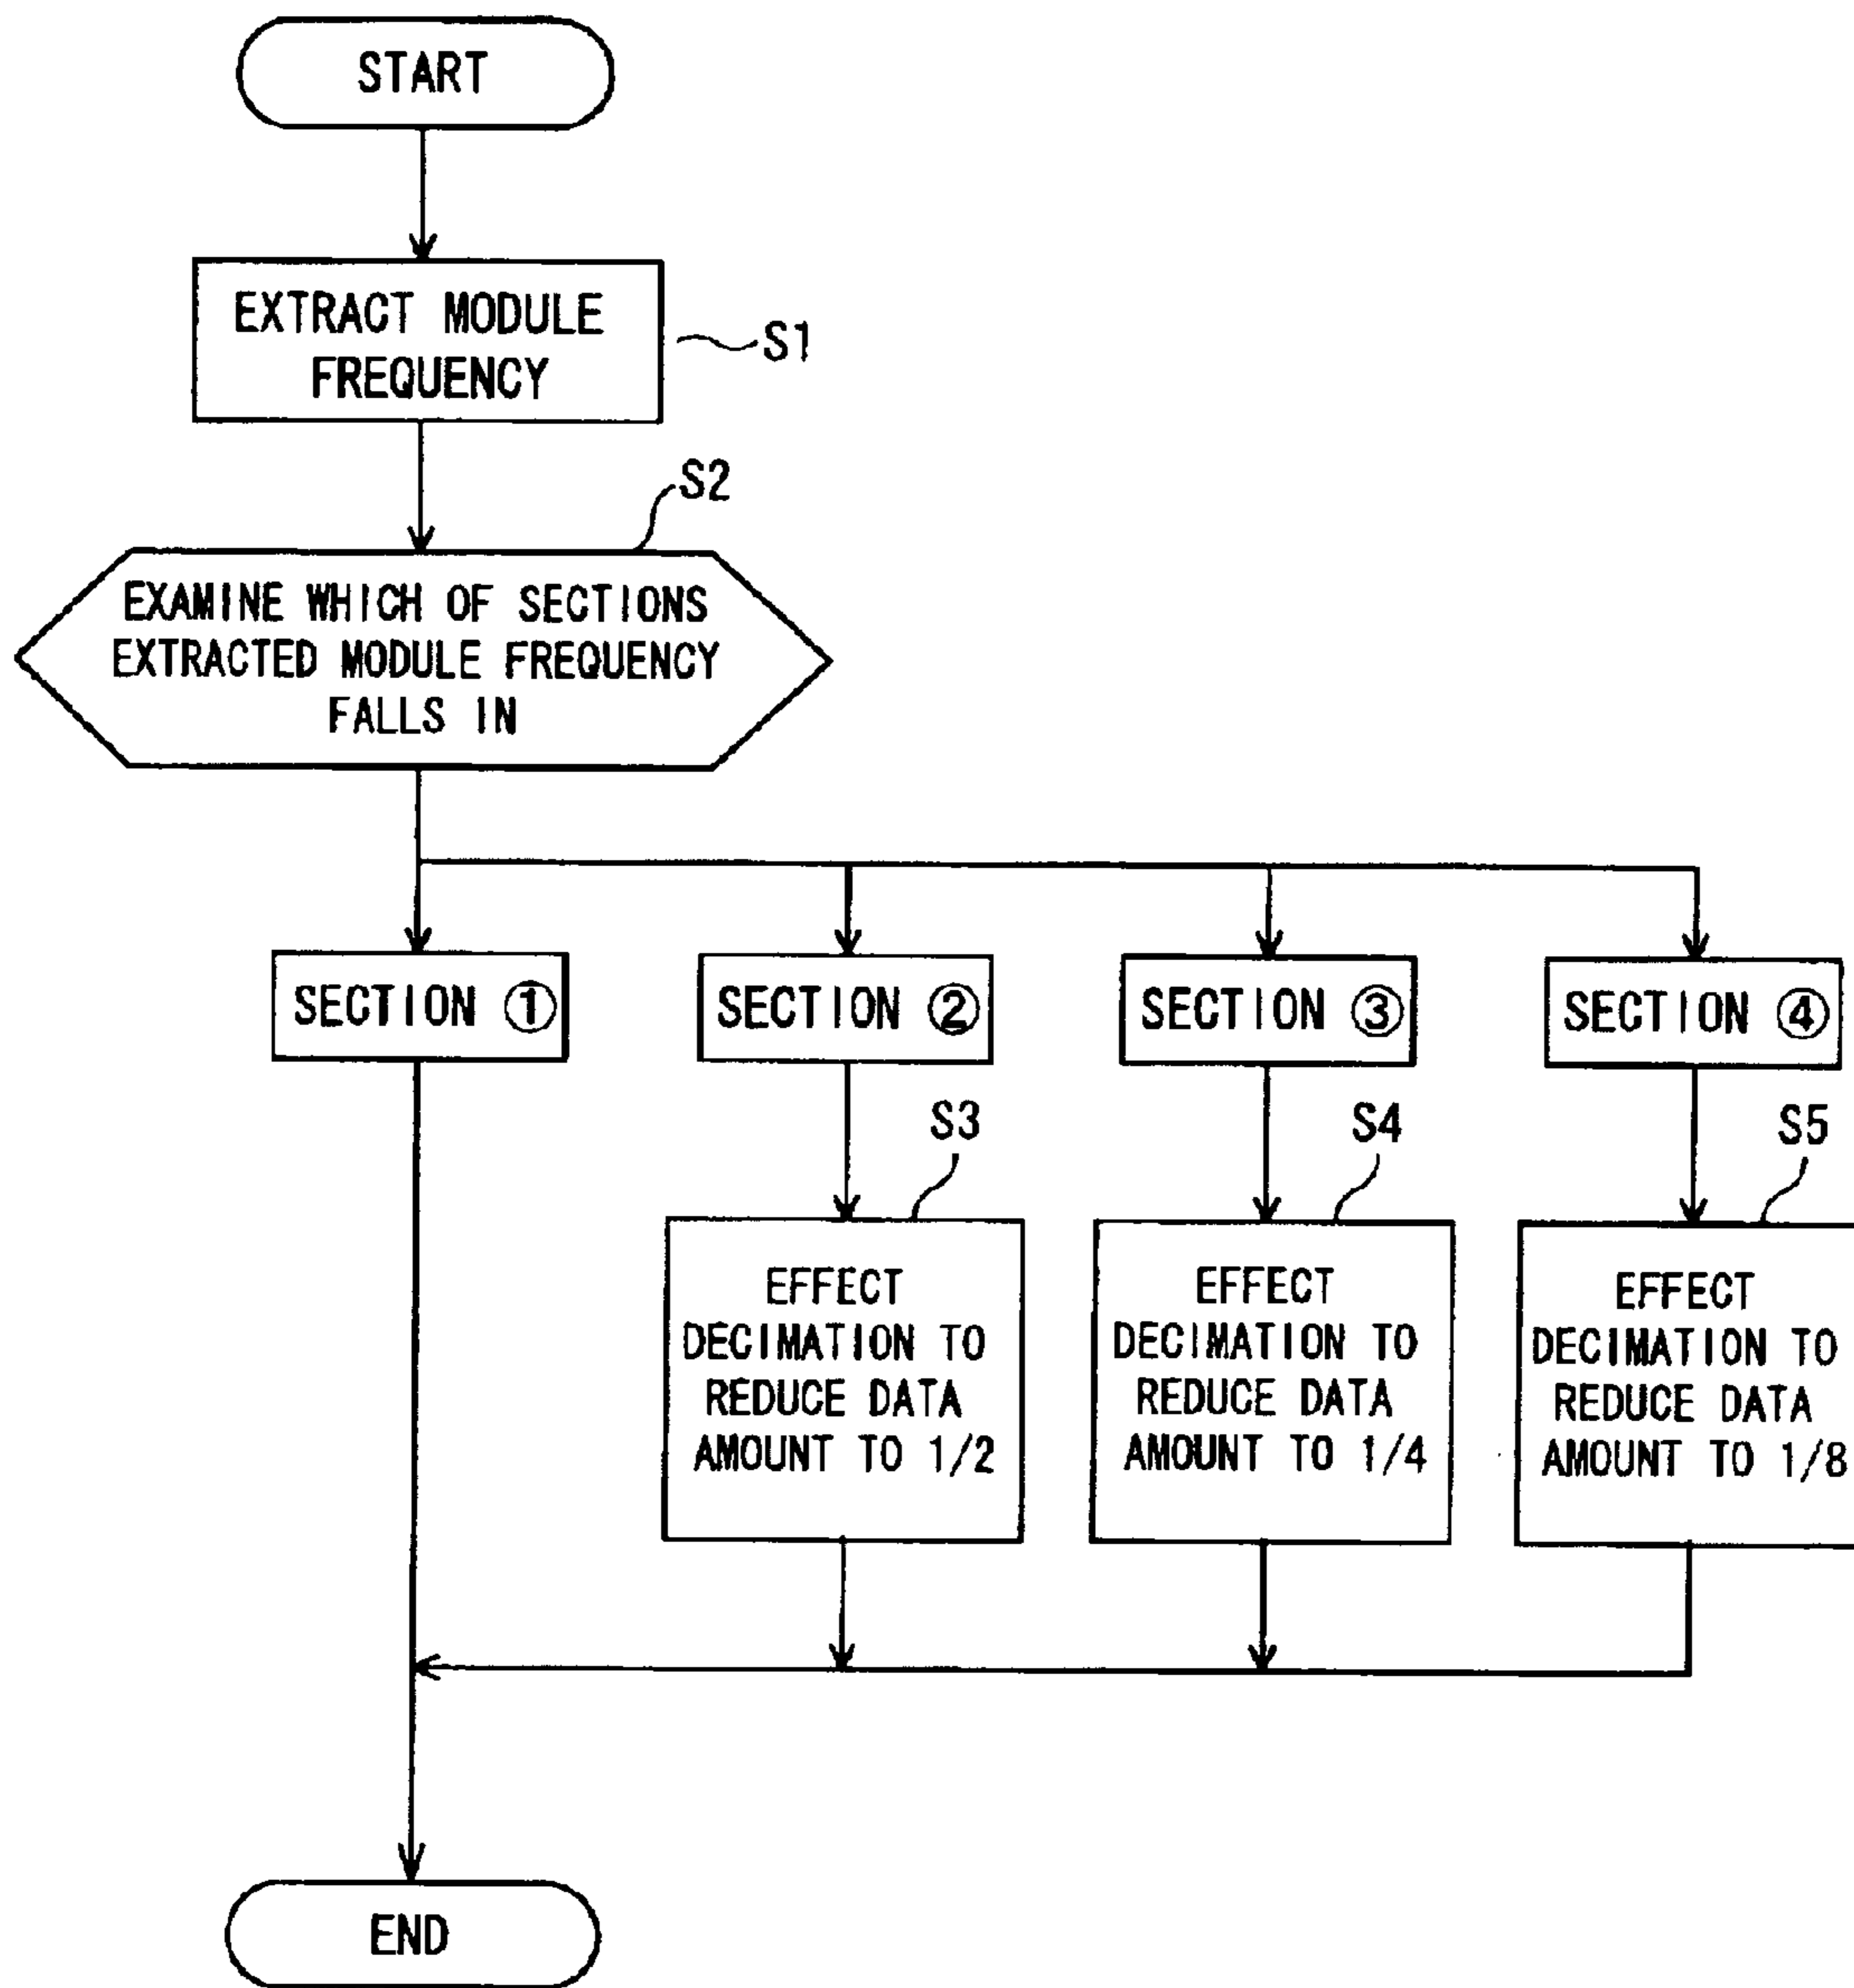 START
EXTRACT MODULE
FREQUENCY
S1
S2
EXAMINE WHICH OF SECTIONS
EXTRACTED MODULE FREQUENCY
FALLS IN
SECTION ①
SECTION ②
SECTION ③
SECTION ④
S3
EFFECT
DECIMATION TO
REDUCE DATA
AMOUNT TO 1/2
S4
EFFECT
DECIMATION TO
REDUCE DATA
AMOUNT TO 1/4
S5
EFFECT
DECIMATION TO
REDUCE DATA
AMOUNT TO 1/8
END